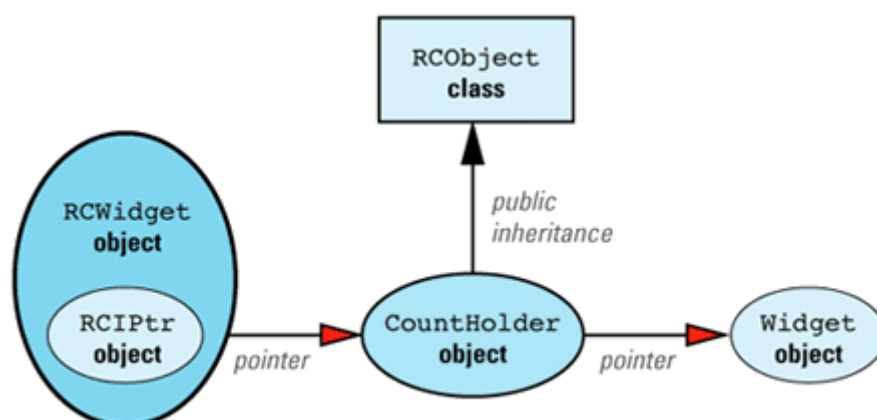 RCObject
class
RCWidget
object
public
inheritance
RCIPtr
object
pointer
CountHolder
object
pointer
Widget
object